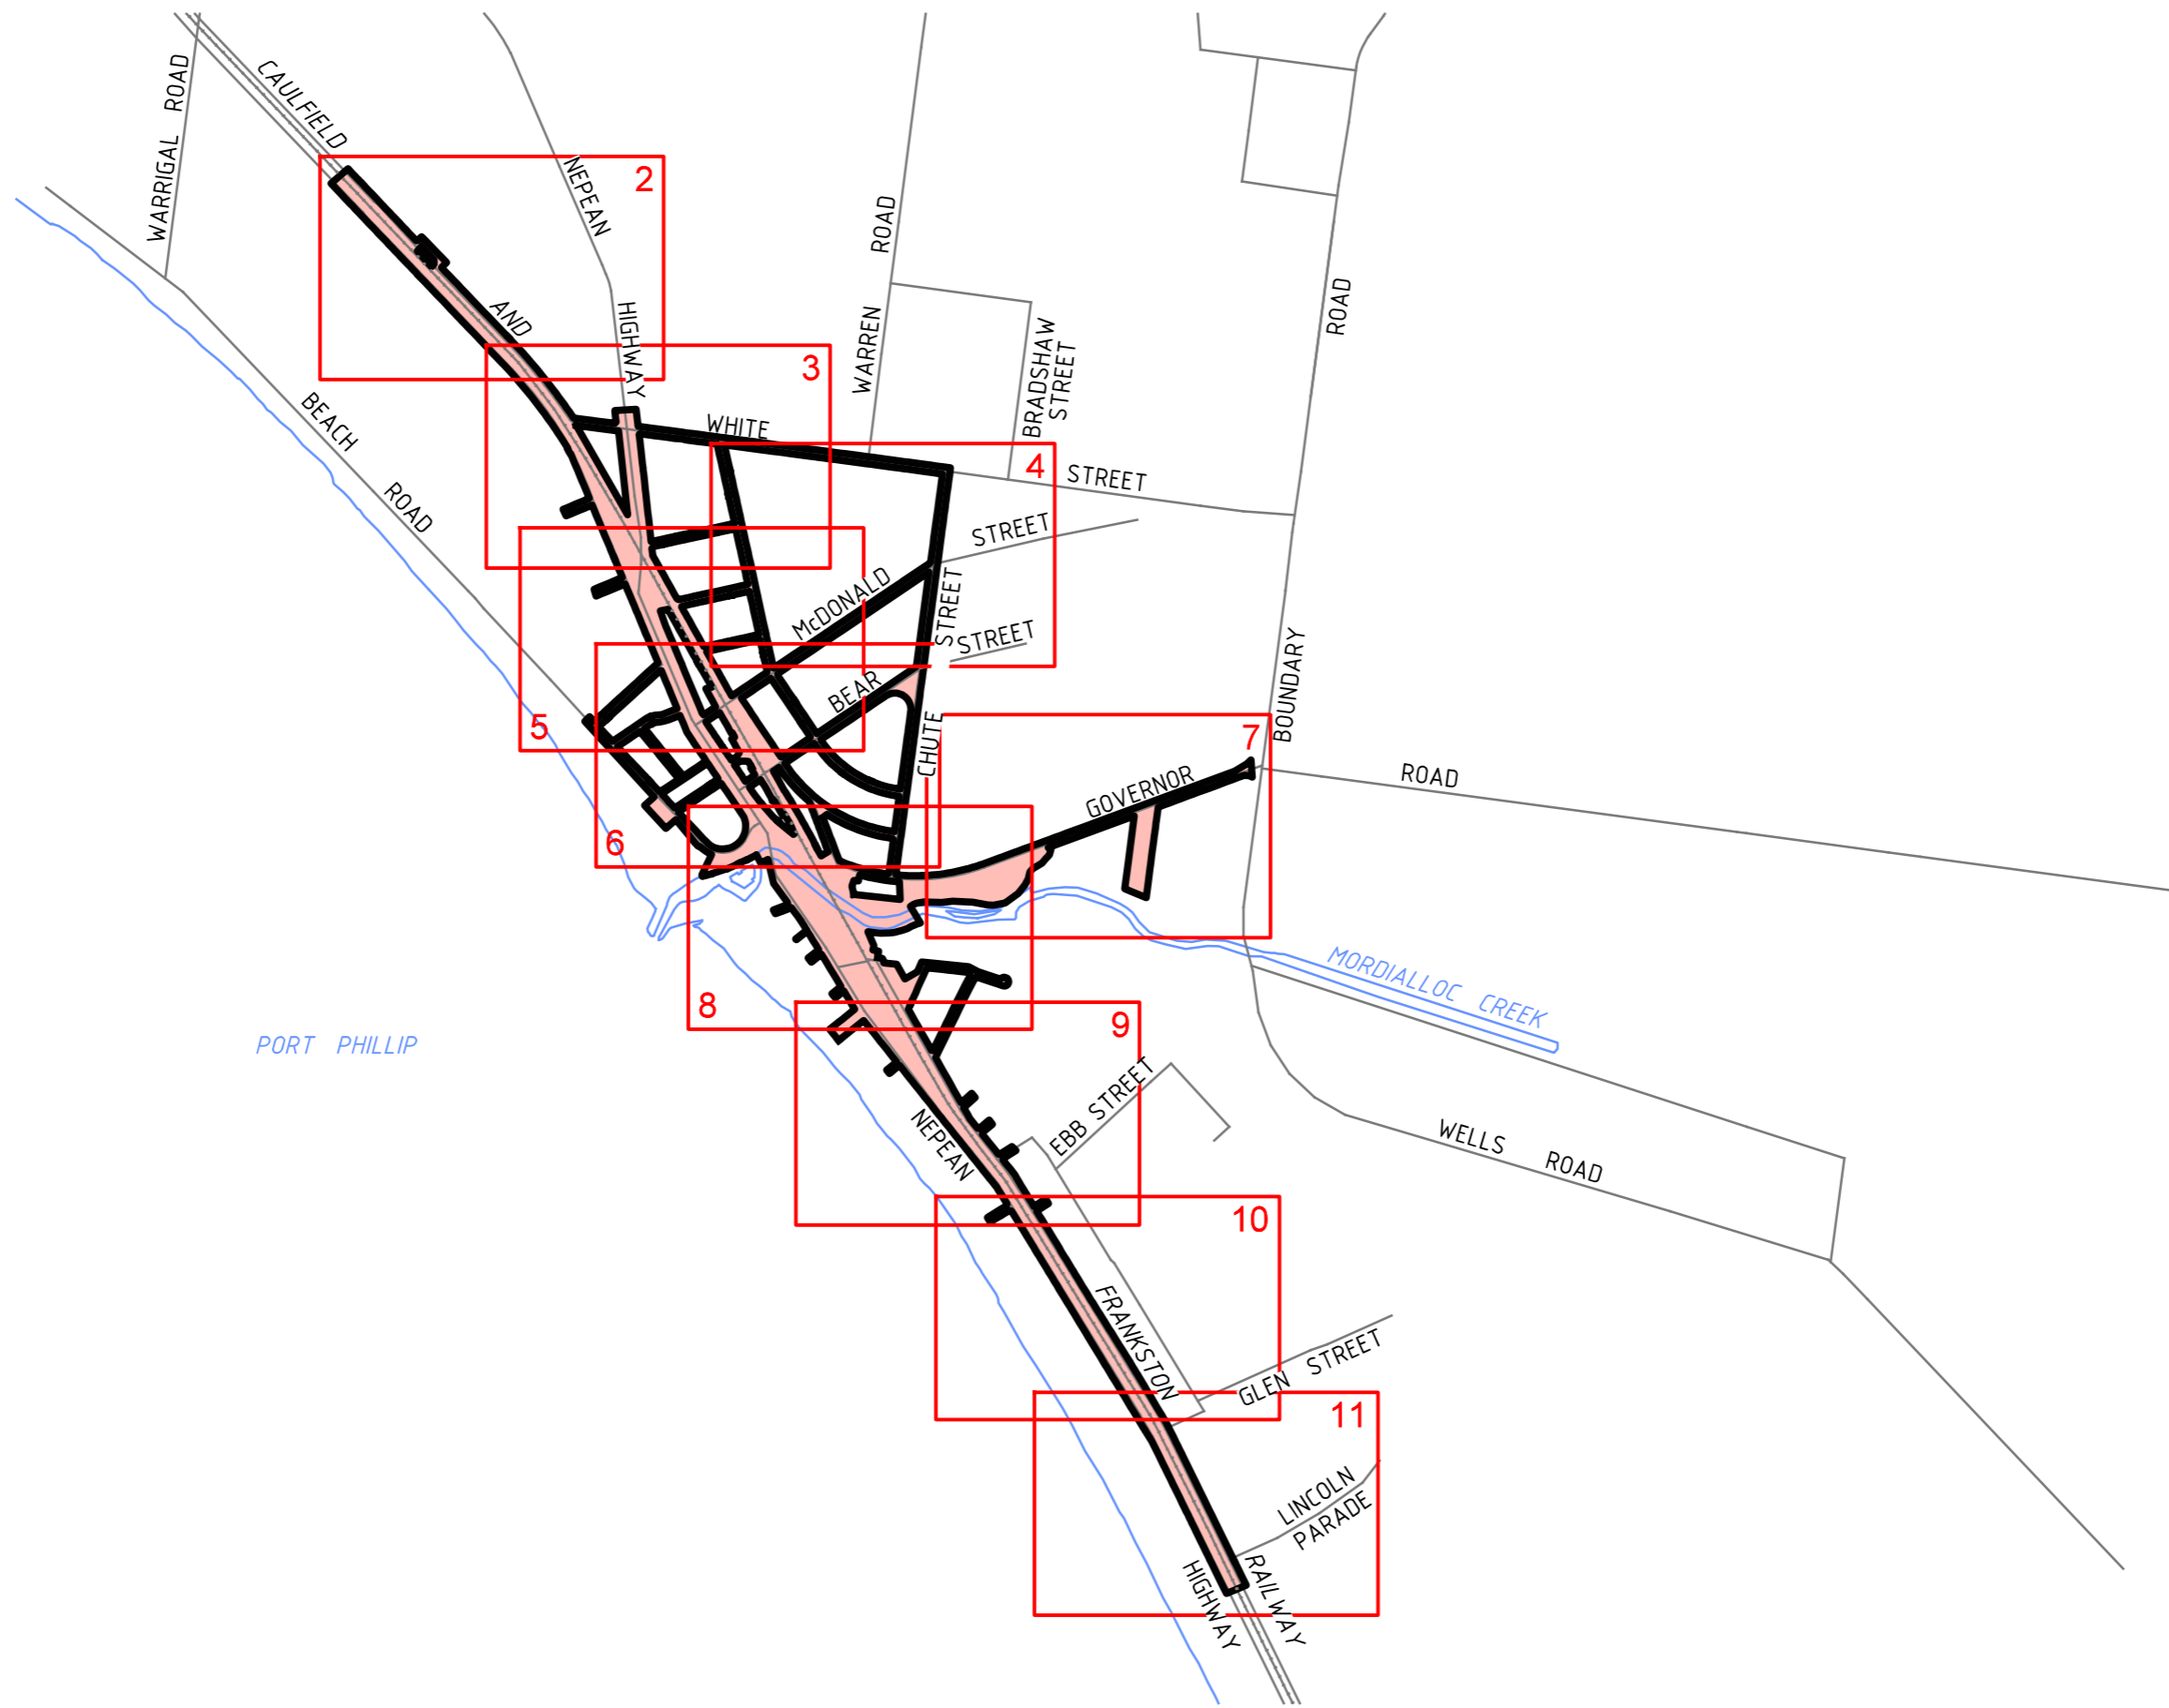 WARRIGAL ROAD
CAULFIELD
NEPEAN
2
ROAD
AND
HIGHWAY
ROAD
3
WARREN
BRADSHAW
STREET
BEACH
WHITE
4
STREET
ROAD
STREET
McDONALD
STREET
STREET
BEAR
BOUNDARY
5
CHUTE
7
GOVERNOR
ROAD
6
MORDIALLOC CREEK
8
9
PORT PHILLIP
EBB STREET
NEPEAN
WELLS ROAD
10
FRANKSTON
GLEN STREET
11
LINCOLN
PARADE
HIGHWAY
RAILWAY